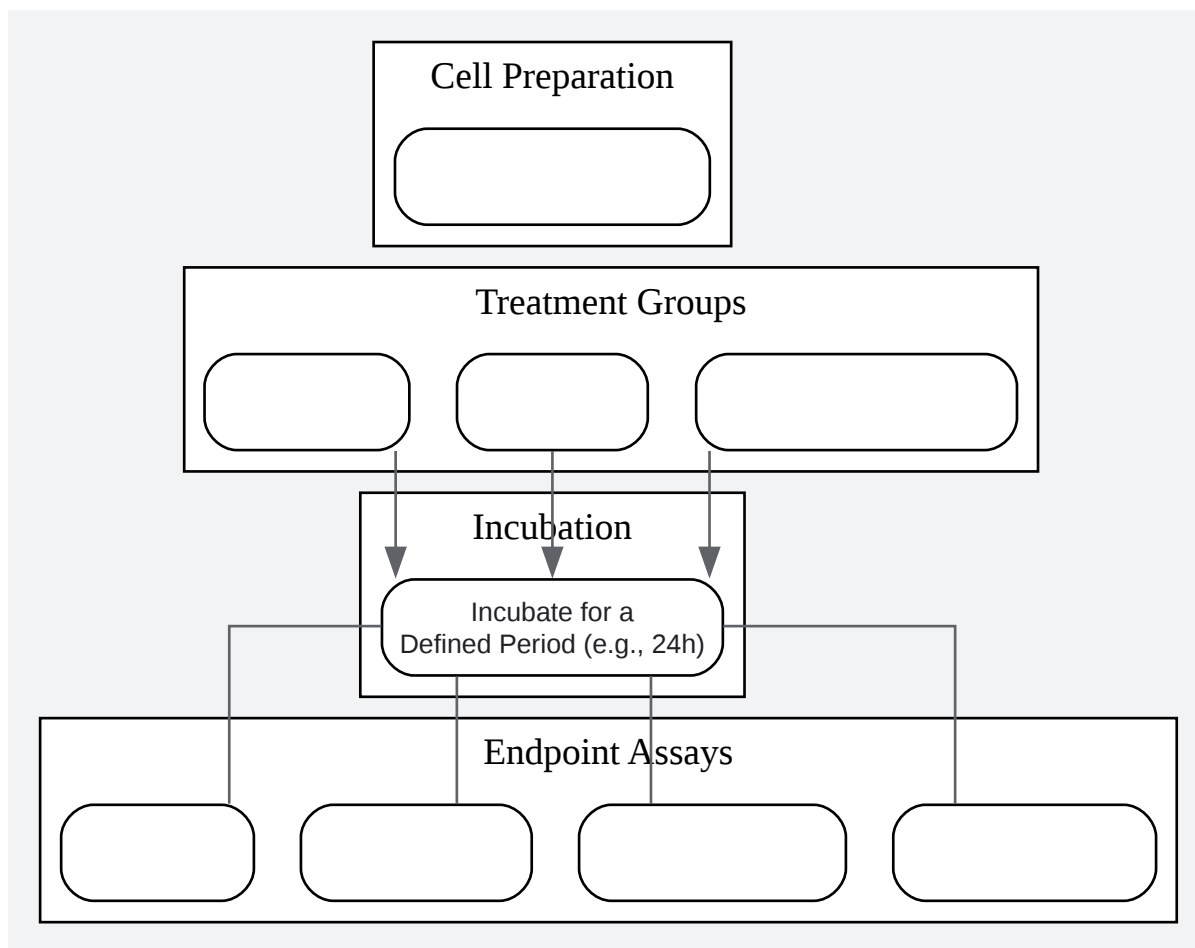 Cell Preparation
Treatment Groups
Incubation
Incubate for a
Defined Period (e.g., 24h)
Endpoint Assays